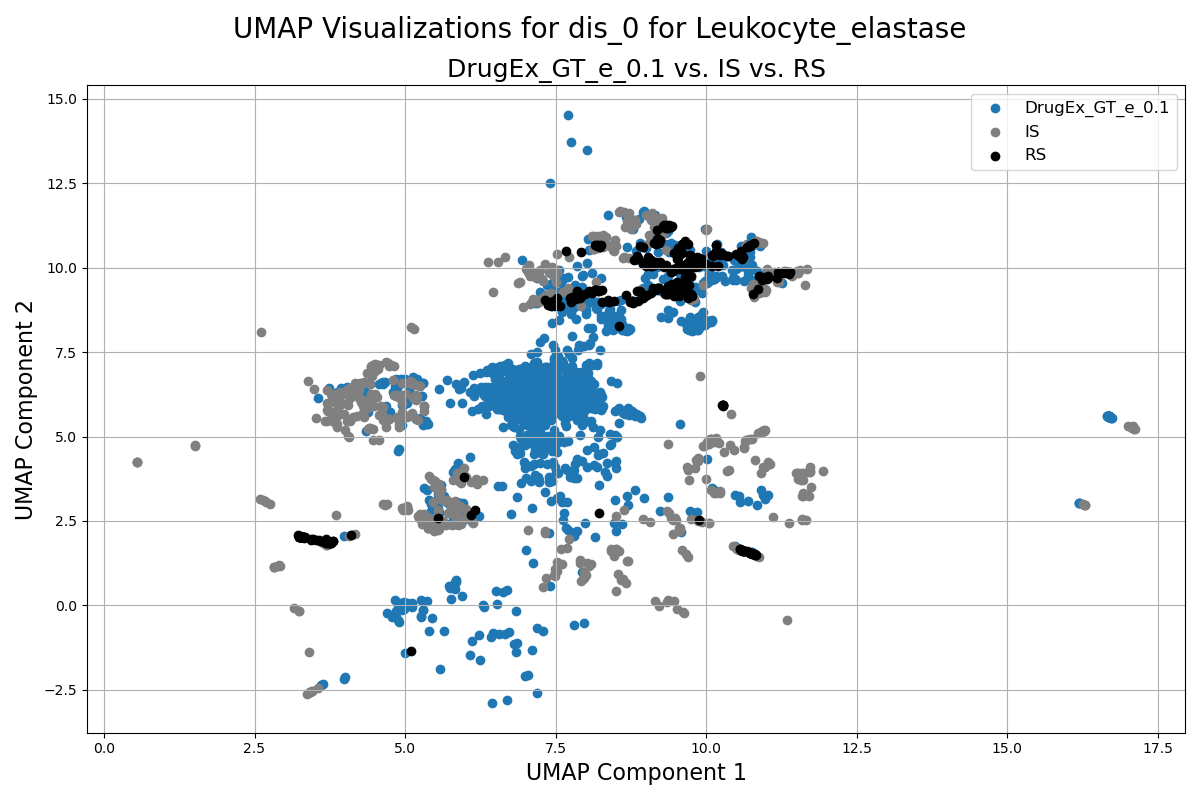 UMAP Visualizations for dis_0 for Leukocyte_elastase
DrugEx_GT_e_0.1 vs. IS vs. RS
DrugEx_GT_e_0.1
IS
RS
UMAP Component 2
15.0
12.5
10.0
7.5
5.0
2.5
0.0
−2.5
0.0 2.5 5.0 7.5 10.0 12.5 15.0 17.5
UMAP Component 1